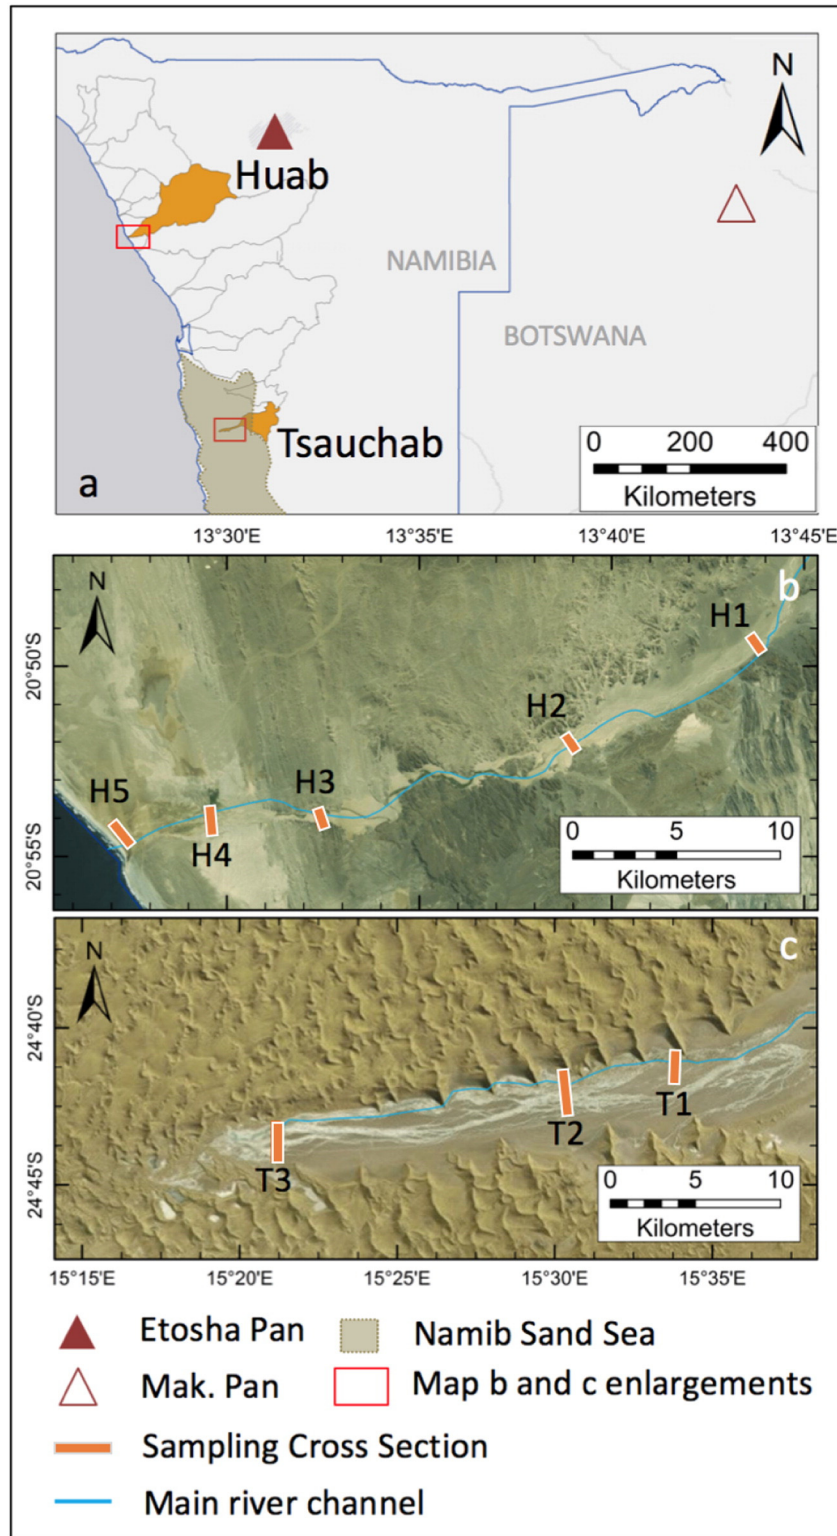 N
Huab
NAMIBIA
BOTSWANA
Tsauchab
a
0 200 400
Kilometers
13°30'E 13°35'E 13°40'E 13°45'E
b
N
H1
20°50'S
H2
H3
H5
H4
20°55'S
0 5 10
Kilometers
c
N
24°40'S
T1
T2
T3
24°45'S
0 5 10
Kilometers
15°15'E 15°20'E 15°25'E 15°30'E 15°35'E
Etosha Pan Namib Sand Sea
Mak. Pan Map b and c enlargements
Sampling Cross Section
Main river channel